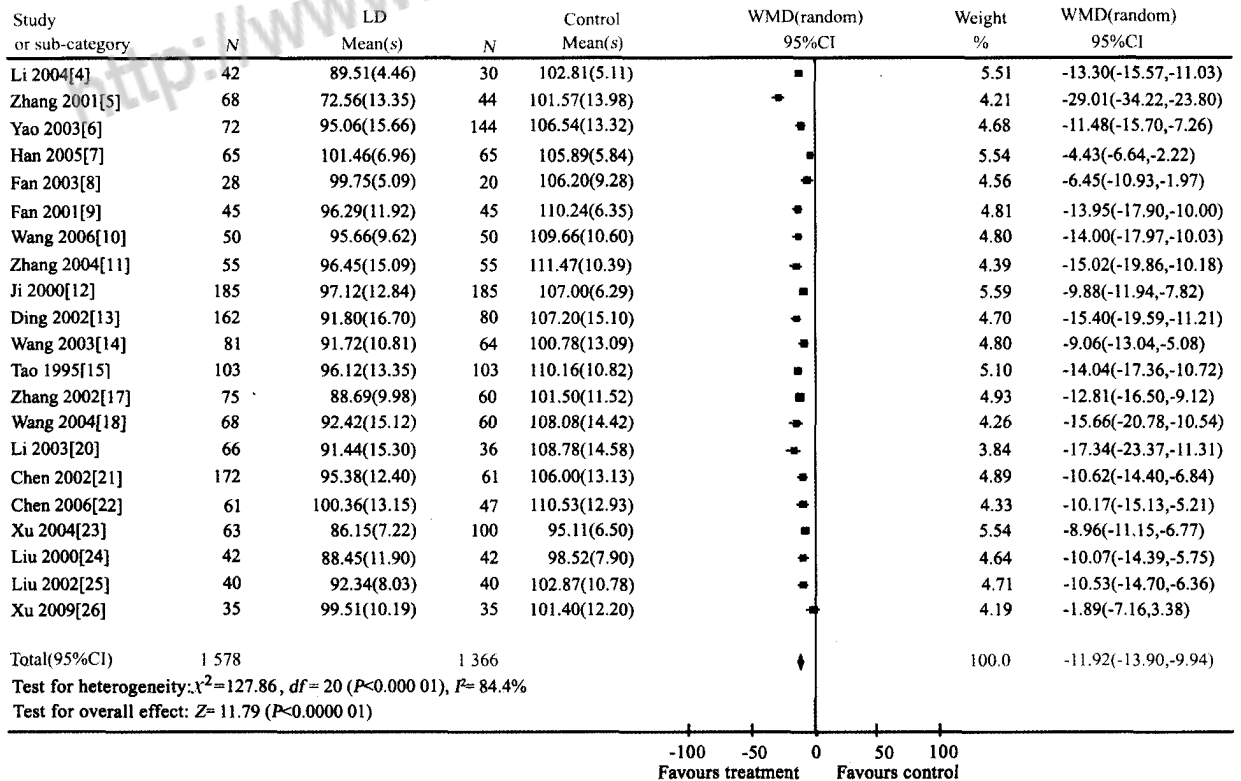 http://WWW
Study LD Control WMD(random) Weight WMD(random)
or sub-category N Mean(s) N Mean(s) 95%CI % 95%CI
Li 2004[4] 42 89.51(4.46) 30 102.81(5.11) 5.51 -13.30(-15.57,-11.03)
Zhang 2001[5] 68 72.56(13.35) 44 101.57(13.98) 4.21 -29.01(-34.22,-23.80)
Yao 2003[6] 72 95.06(15.66) 144 106.54(13.32) 4.68 -11.48(-15.70,-7.26)
Han 2005[7] 65 101.46(6.96) 65 105.89(5.84) 5.54 -4.43(-6.64,-2.22)
Fan 2003[8] 28 99.75(5.09) 20 106.20(9.28) 4.56 -6.45(-10.93,-1.97)
Fan 2001[9] 45 96.29(11.92) 45 110.24(6.35) 4.81 -13.95(-17.90,-10.00)
Wang 2006[10] 50 95.66(9.62) 50 109.66(10.60) 4.80 -14.00(-17.97,-10.03)
Zhang 2004[11] 55 96.45(15.09) 55 111.47(10.39) 4.39 -15.02(-19.86,-10.18)
Ji 2000[12] 185 97.12(12.84) 185 107.00(6.29) 5.59 -9.88(-11.94,-7.82)
Ding 2002[13] 162 91.80(16.70) 80 107.20(15.10) 4.70 -15.40(-19.59,-11.21)
Wang 2003[14] 81 91.72(10.81) 64 100.78(13.09) 4.80 -9.06(-13.04,-5.08)
Tao 1995[15] 103 96.12(13.35) 103 110.16(10.82) 5.10 -14.04(-17.36,-10.72)
Zhang 2002[17] 75 88.69(9.98) 60 101.50(11.52) 4.93 -12.81(-16.50,-9.12)
Wang 2004[18] 68 92.42(15.12) 60 108.08(14.42) 4.26 -15.66(-20.78,-10.54)
Li 2003[20] 66 91.44(15.30) 36 108.78(14.58) 3.84 -17.34(-23.37,-11.31)
Chen 2002[21] 172 95.38(12.40) 61 106.00(13.13) 4.89 -10.62(-14.40,-6.84)
Chen 2006[22] 61 100.36(13.15) 47 110.53(12.93) 4.33 -10.17(-15.13,-5.21)
Xu 2004[23] 63 86.15(7.22) 100 95.11(6.50) 5.54 -8.96(-11.15,-6.77)
Liu 2000[24] 42 88.45(11.90) 42 98.52(7.90) 4.64 -10.07(-14.39,-5.75)
Liu 2002[25] 40 92.34(8.03) 40 102.87(10.78) 4.71 -10.53(-14.70,-6.36)
Xu 2009[26] 35 99.51(10.19) 35 101.40(12.20) 4.19 -1.89(-7.16,3.38)
Total(95%CI) 1 578 1 366 100.0 -11.92(-13.90,-9.94)
Test for heterogeneity: χ²=127.86, df= 20 (P<0.000 01), I²= 84.4%
Test for overall effect: Z= 11.79 (P<0.0000 01)
-100 -50 0 50 100
Favours treatment Favours control